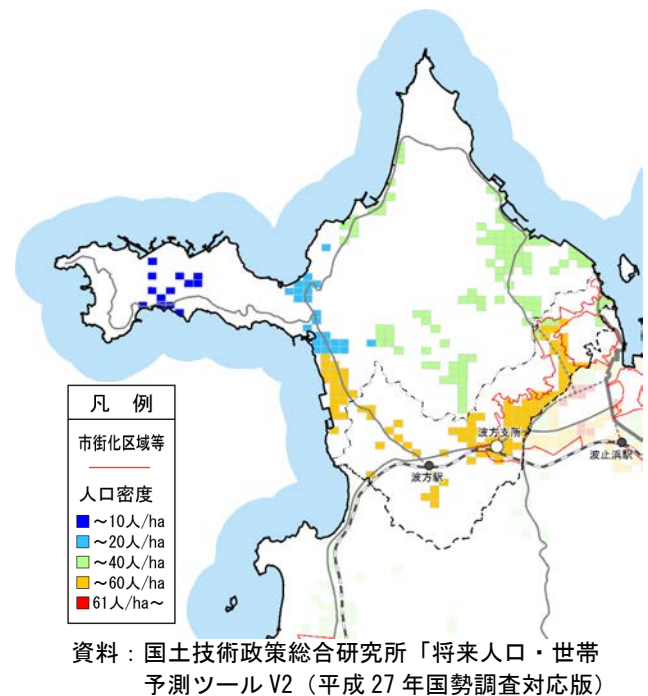 波方支所
波止浜駅
波方駅
凡 例
市街化区域等
人口密度
~10人/ha
~20人/ha
~40人/ha
~60人/ha
61人/ha~
資料:国土技術政策総合研究所「将来人口・世帯
予測ツール V2(平成 27 年国勢調査対応版)